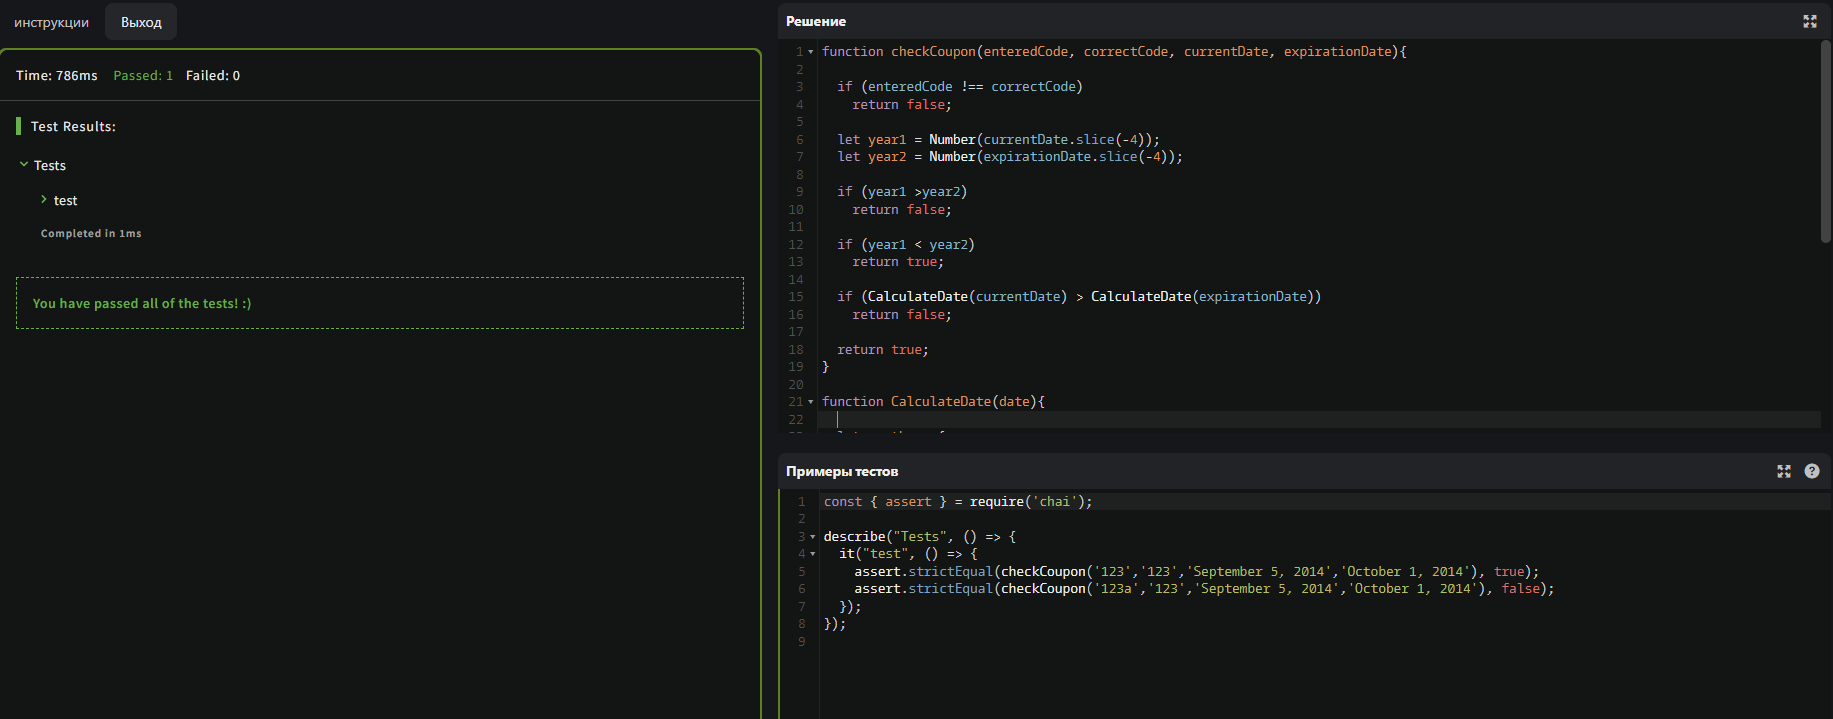 инструкции
Выход
Time: 786ms Passed: 1 Failed: 0
Test Results:
Tests
test
Completed in 1ms
You have passed all of the tests! :)
Решение
1 function checkCoupon(enteredCode, correctCode, currentDate, expirationDate){
2
3 if (enteredCode !== correctCode)
4 return false;
5
6 let year1 = Number(currentDate.slice(-4));
7 let year2 = Number(expirationDate.slice(-4));
8
9 if (year1 >year2)
10 return false;
11
12 if (year1 < year2)
13 return true;
14
15 if (CalculateDate(currentDate) > CalculateDate(expirationDate))
16 return false;
17
18 return true;
19 }
20
21 function CalculateDate(date){
22
Примеры тестов
1 const { assert } = require('chai');
2
3 describe("Tests", () => {
4 it("test", () => {
5 assert.strictEqual(checkCoupon('123','123','September 5, 2014','October 1, 2014'), true);
6 assert.strictEqual(checkCoupon('123a','123','September 5, 2014','October 1, 2014'), false);
7 });
8 });
9